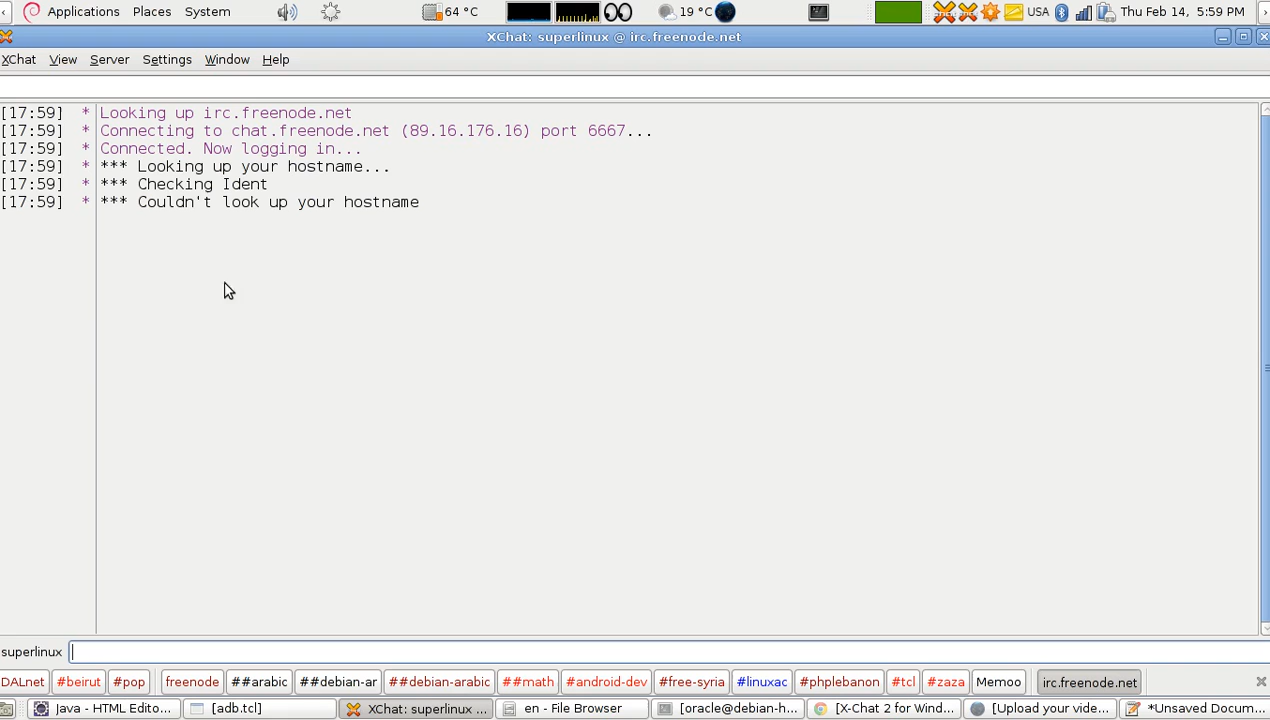 Applications Places System 64 °C 19 °C USA Thu Feb 14, 5:59 PM
XChat: superlinux @ irc.freenode.net
XChat View Server Settings Window Help
[17:59] * Looking up irc.freenode.net
[17:59] * Connecting to chat.freenode.net (89.16.176.16) port 6667...
[17:59] * Connected. Now logging in...
[17:59] * *** Looking up your hostname...
[17:59] * *** Checking Ident
[17:59] * *** Couldn't look up your hostname
superlinux
DALnet #beirut #pop freenode ##arabic ##debian-ar ##debian-arabic ##math #android-dev #free-syria #linuxac #phplebanon #tcl #zaza Memoo irc.freenode.net
Java - HTML Edito... [adb.tcl] XChat: superlinux ... en - File Browser [oracle@debian-h... [X-Chat 2 for Wind... [Upload your vide... *Unsaved Docum...